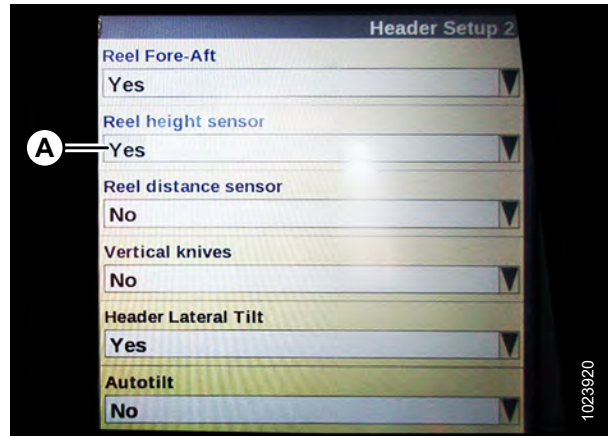 Header Setup 2
Reel Fore-Aft
Yes
Reel height sensor
A
Yes
Reel distance sensor
No
Vertical knives
No
Header Lateral Tilt
Yes
Autotilt
No
1023920